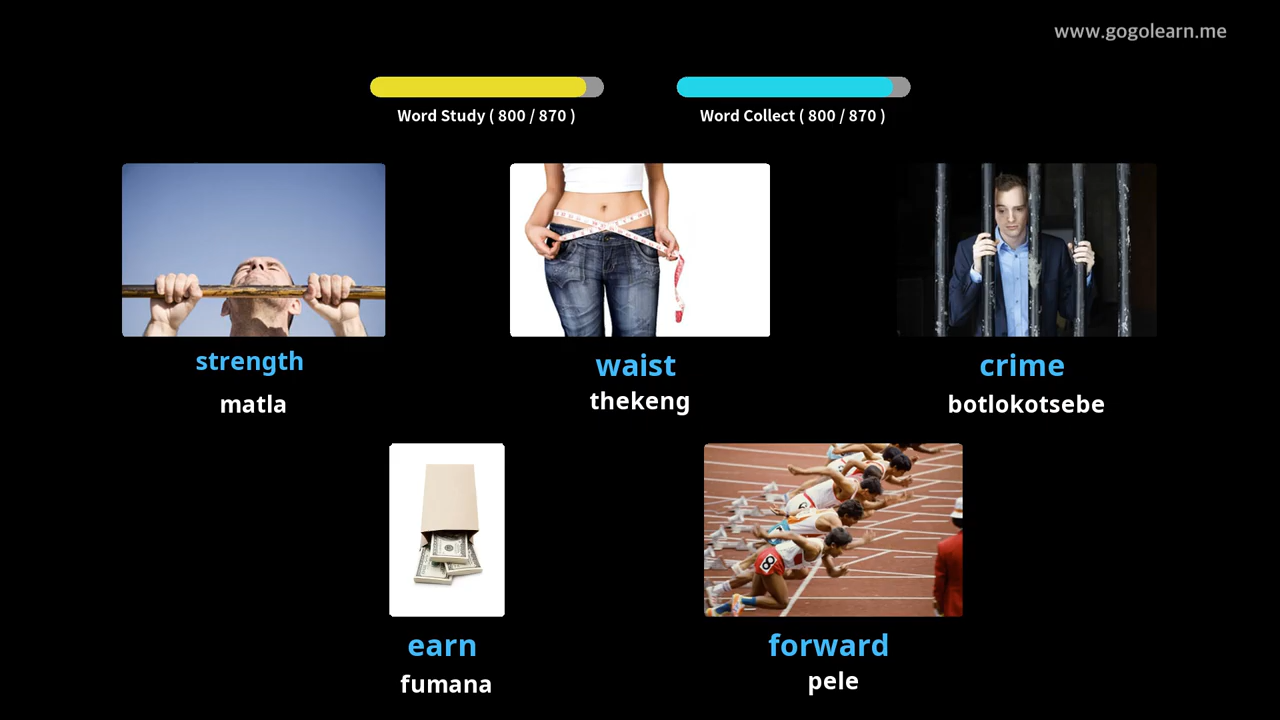 www.gogolearn.me
Word Study ( 800 / 870 )
Word Collect ( 800 / 870 )
strength
matla
waist
thekeng
crime
botlokotsebe
earn
fumana
forward
pele